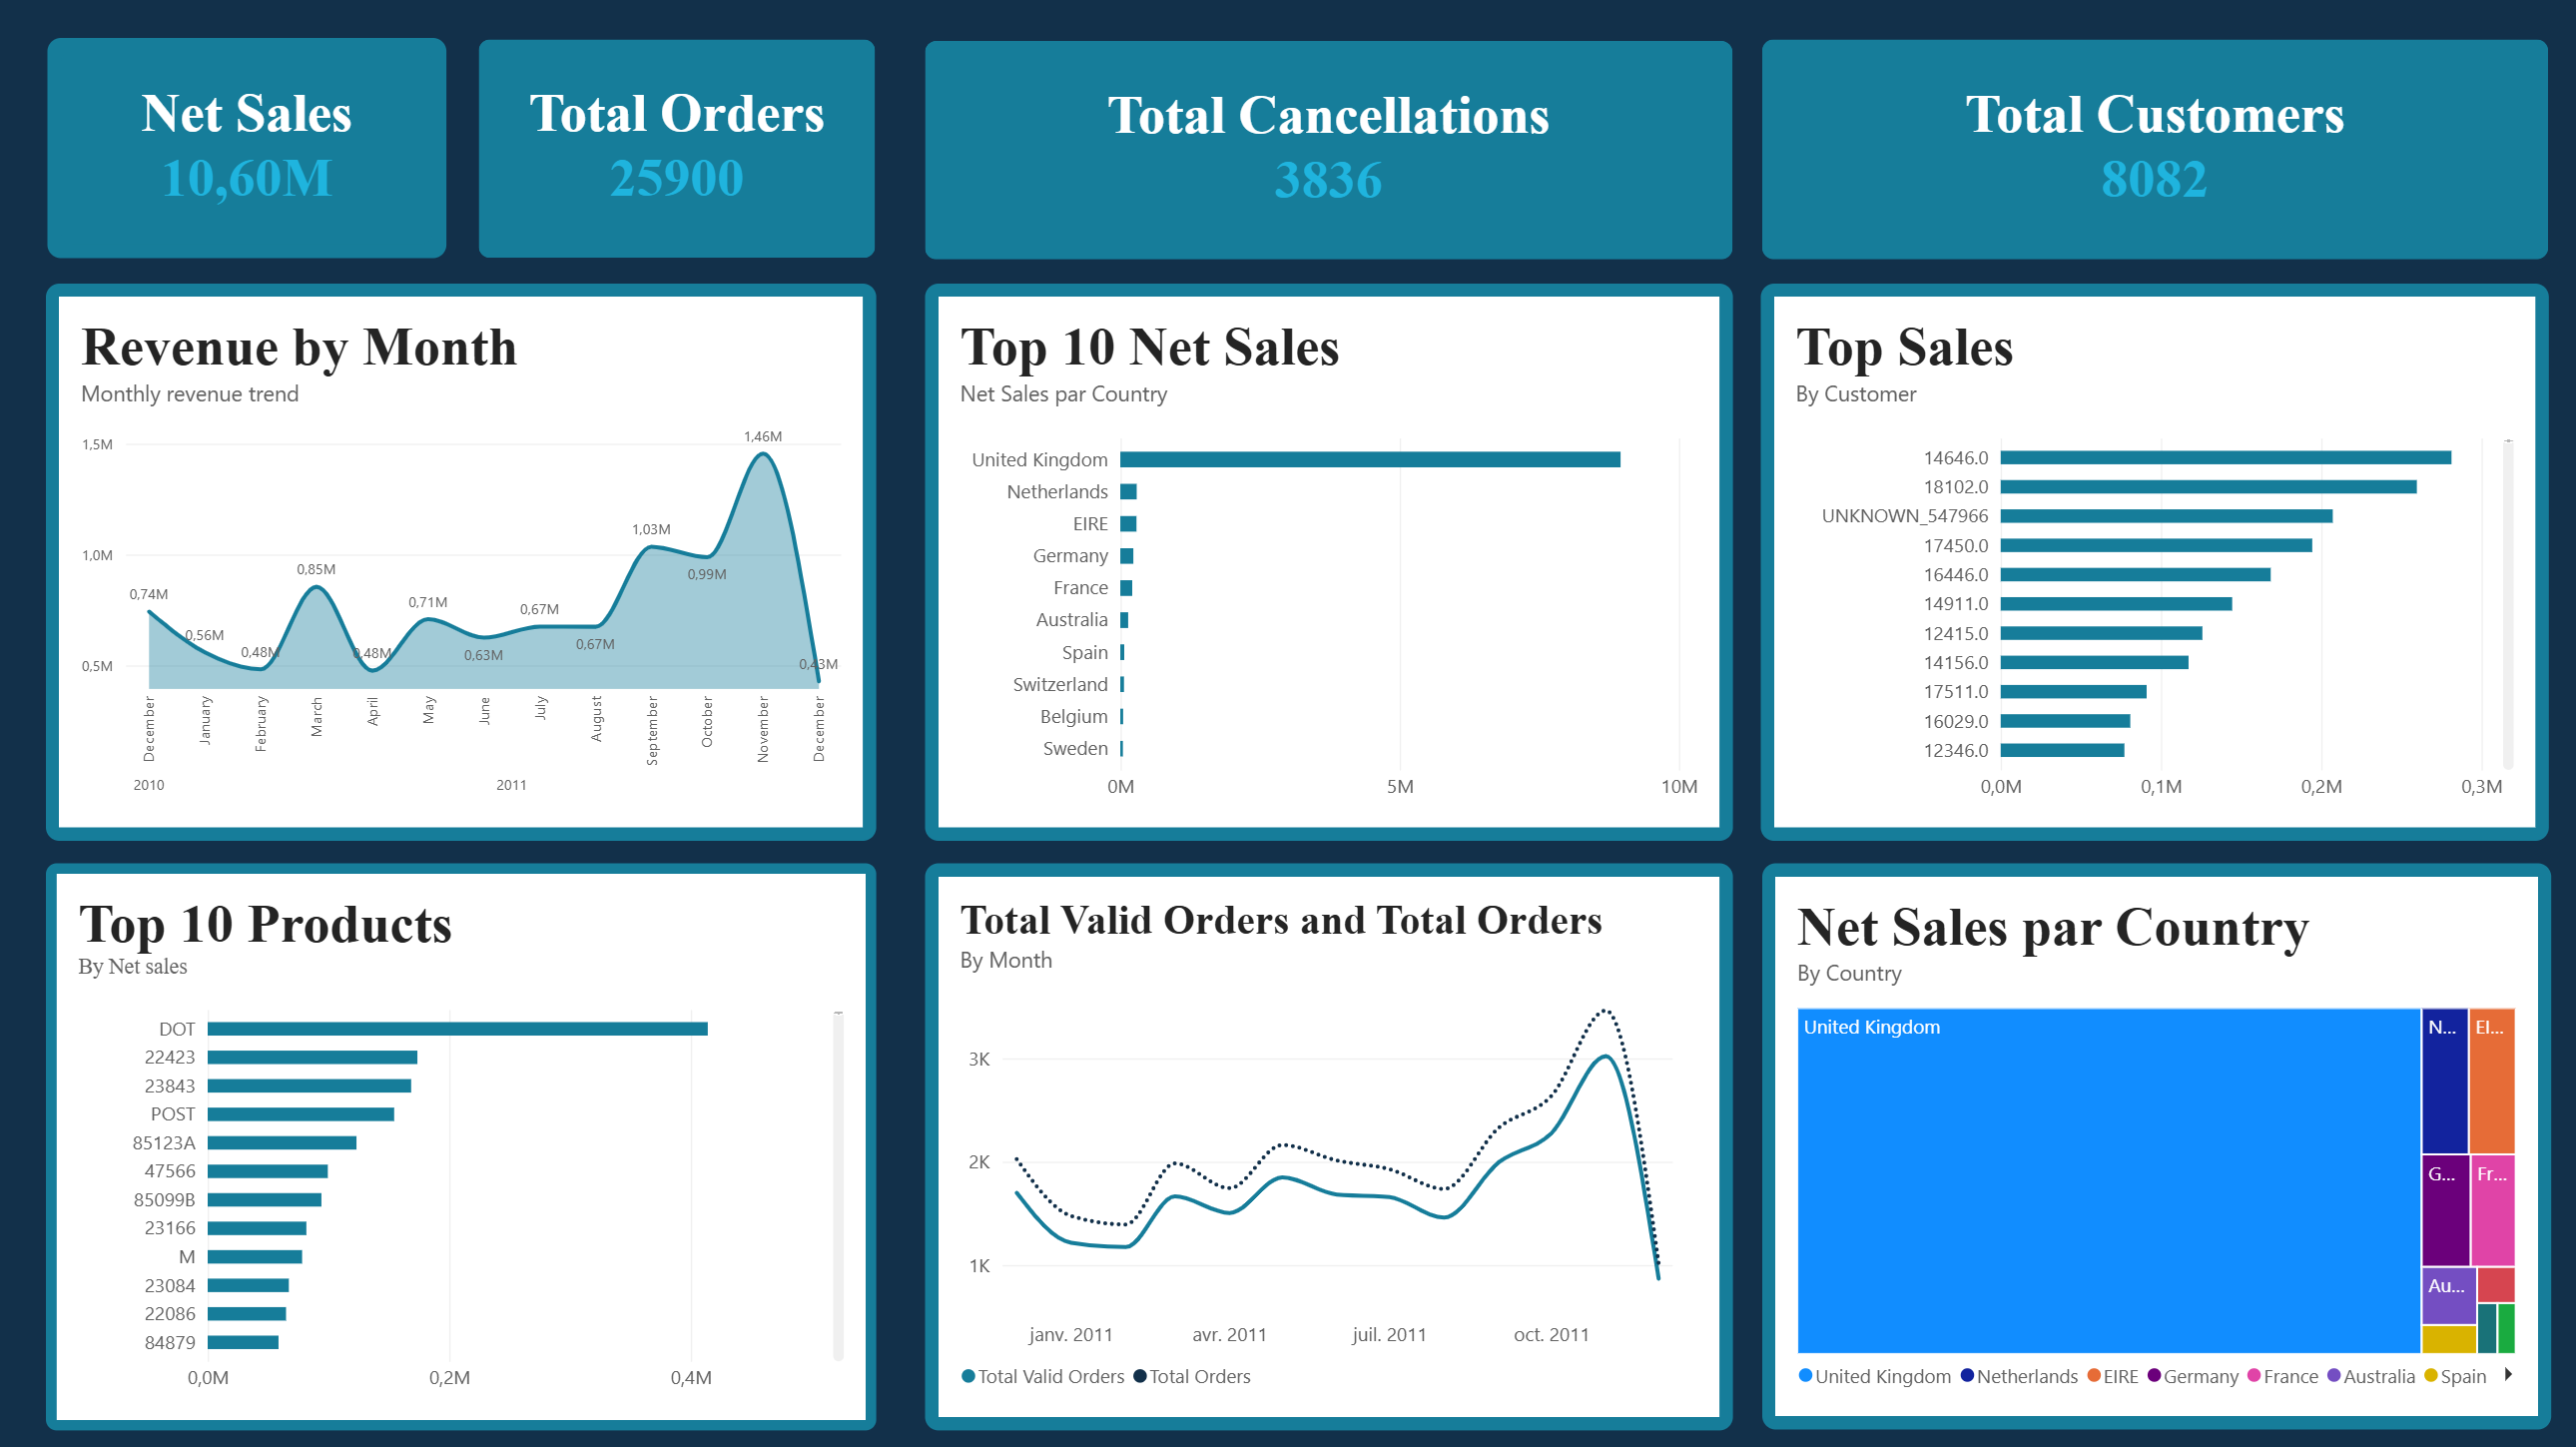 Net Sales
10,60M
Total Orders
25900
Total Cancellations
3836
Total Customers
8082
Revenue by Month
Monthly revenue trend
1,5M
1,0M
0,5M
0,74M
0,56M
0,48M
0,85M
0,48M
0,71M
0,63M
0,67M
0,67M
1,03M
0,99M
1,46M
0,43M
December
January
February
March
April
May
June
July
August
September
October
November
December
2010
2011
Top 10 Net Sales
Net Sales par Country
United Kingdom
Netherlands
EIRE
Germany
France
Australia
Spain
Switzerland
Belgium
Sweden
0M
5M
10M
Top Sales
By Customer
14646.0
18102.0
UNKNOWN_547966
17450.0
16446.0
14911.0
12415.0
14156.0
17511.0
16029.0
12346.0
0,0M
0,1M
0,2M
0,3M
Top 10 Products
By Net sales
DOT
22423
23843
POST
85123A
47566
85099B
23166
M
23084
22086
84879
0,0M
0,2M
0,4M
Total Valid Orders and Total Orders
By Month
3K
2K
1K
janv. 2011
avr. 2011
juil. 2011
oct. 2011
Total Valid Orders
Total Orders
Net Sales par Country
By Country
United Kingdom
N...
EI...
G...
Fr...
Au...
United Kingdom
Netherlands
EIRE
Germany
France
Australia
Spain